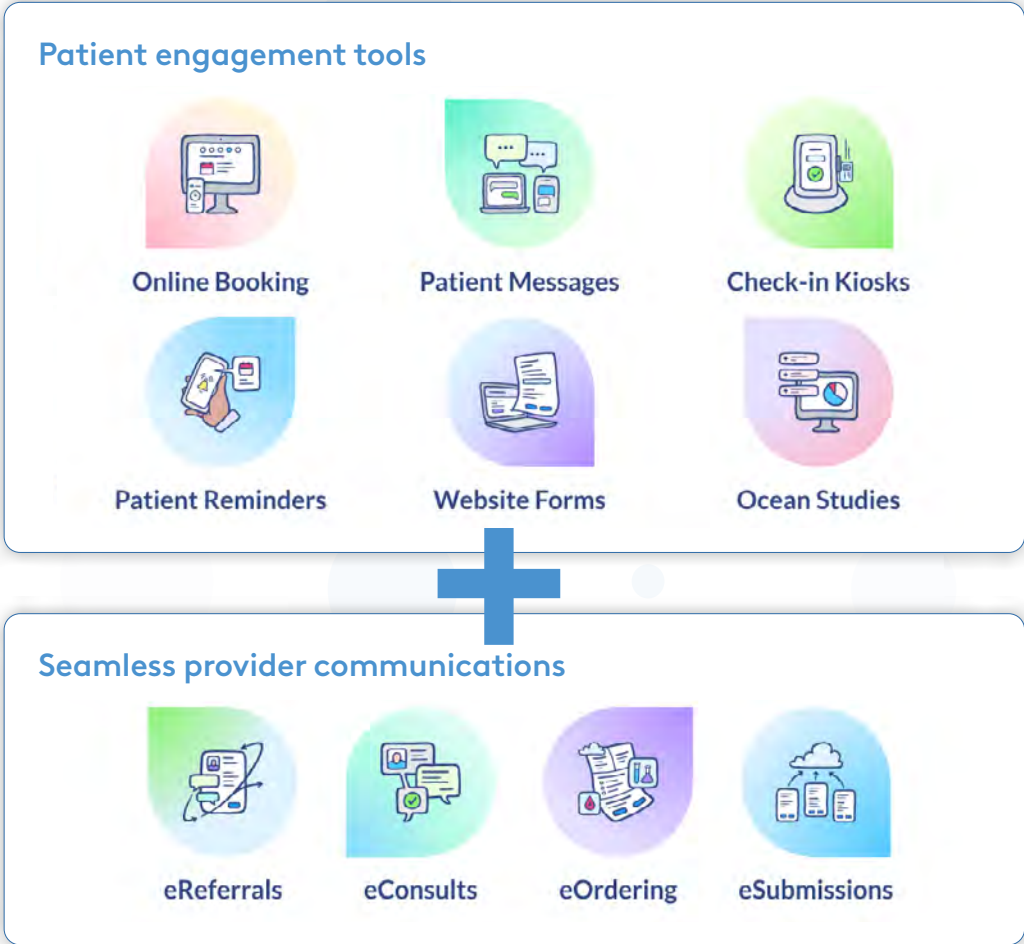 Patient engagement tools
Online Booking
Patient Messages
Check-in Kiosks
Patient Reminders
Website Forms
Ocean Studies
Seamless provider communications
eReferrals
eConsults
eOrdering
eSubmissions